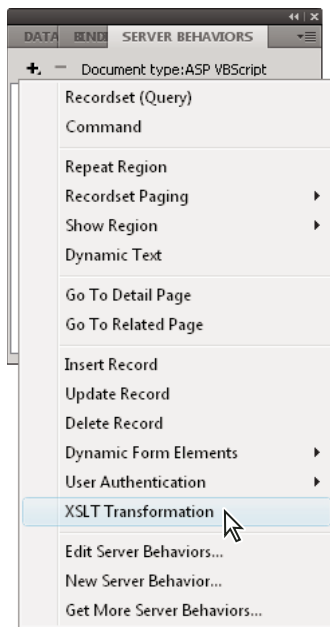 DATA BINDI SERVER BEHAVIORS
Document type:ASP VBScript
Recordset (Query)
Command
Repeat Region
Recordset Paging
Show Region
Dynamic Text
Go To Detail Page
Go To Related Page
Insert Record
Update Record
Delete Record
Dynamic Form Elements
User Authentication
XSLT Transformation
Edit Server Behaviors...
New Server Behavior...
Get More Server Behaviors...